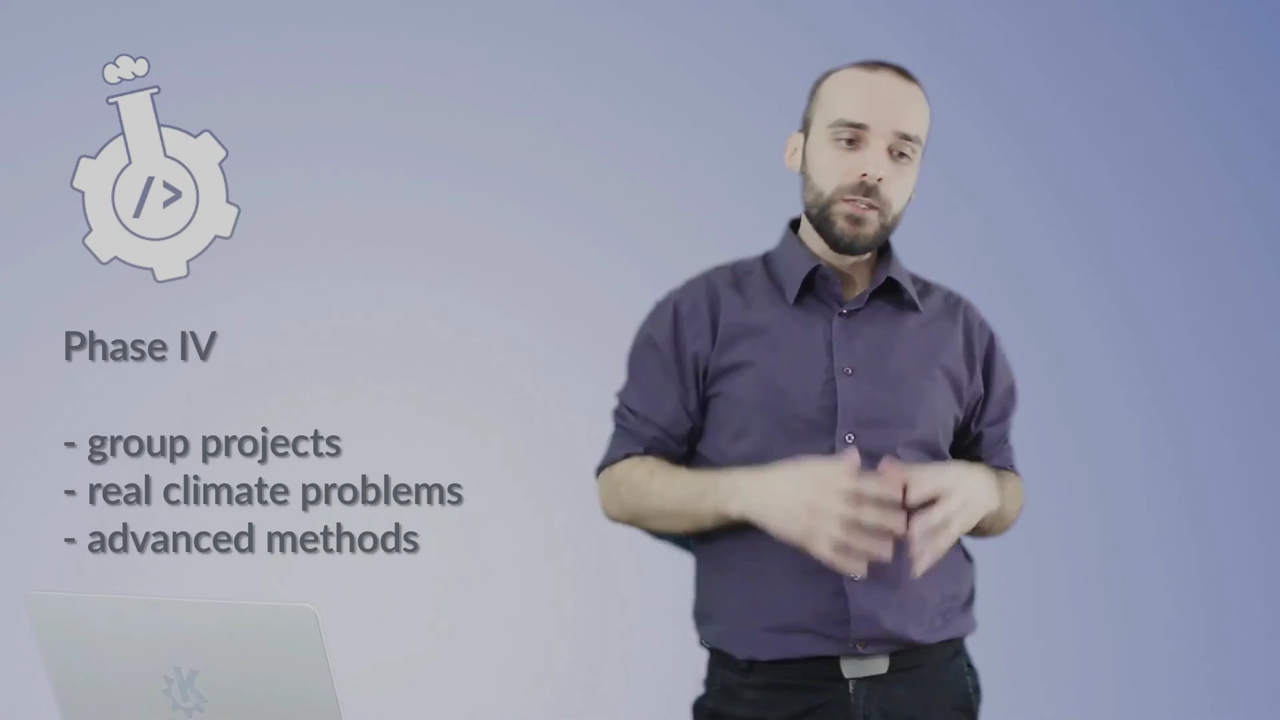 />
Phase IV
- group projects
- real climate problems
- advanced methods
K